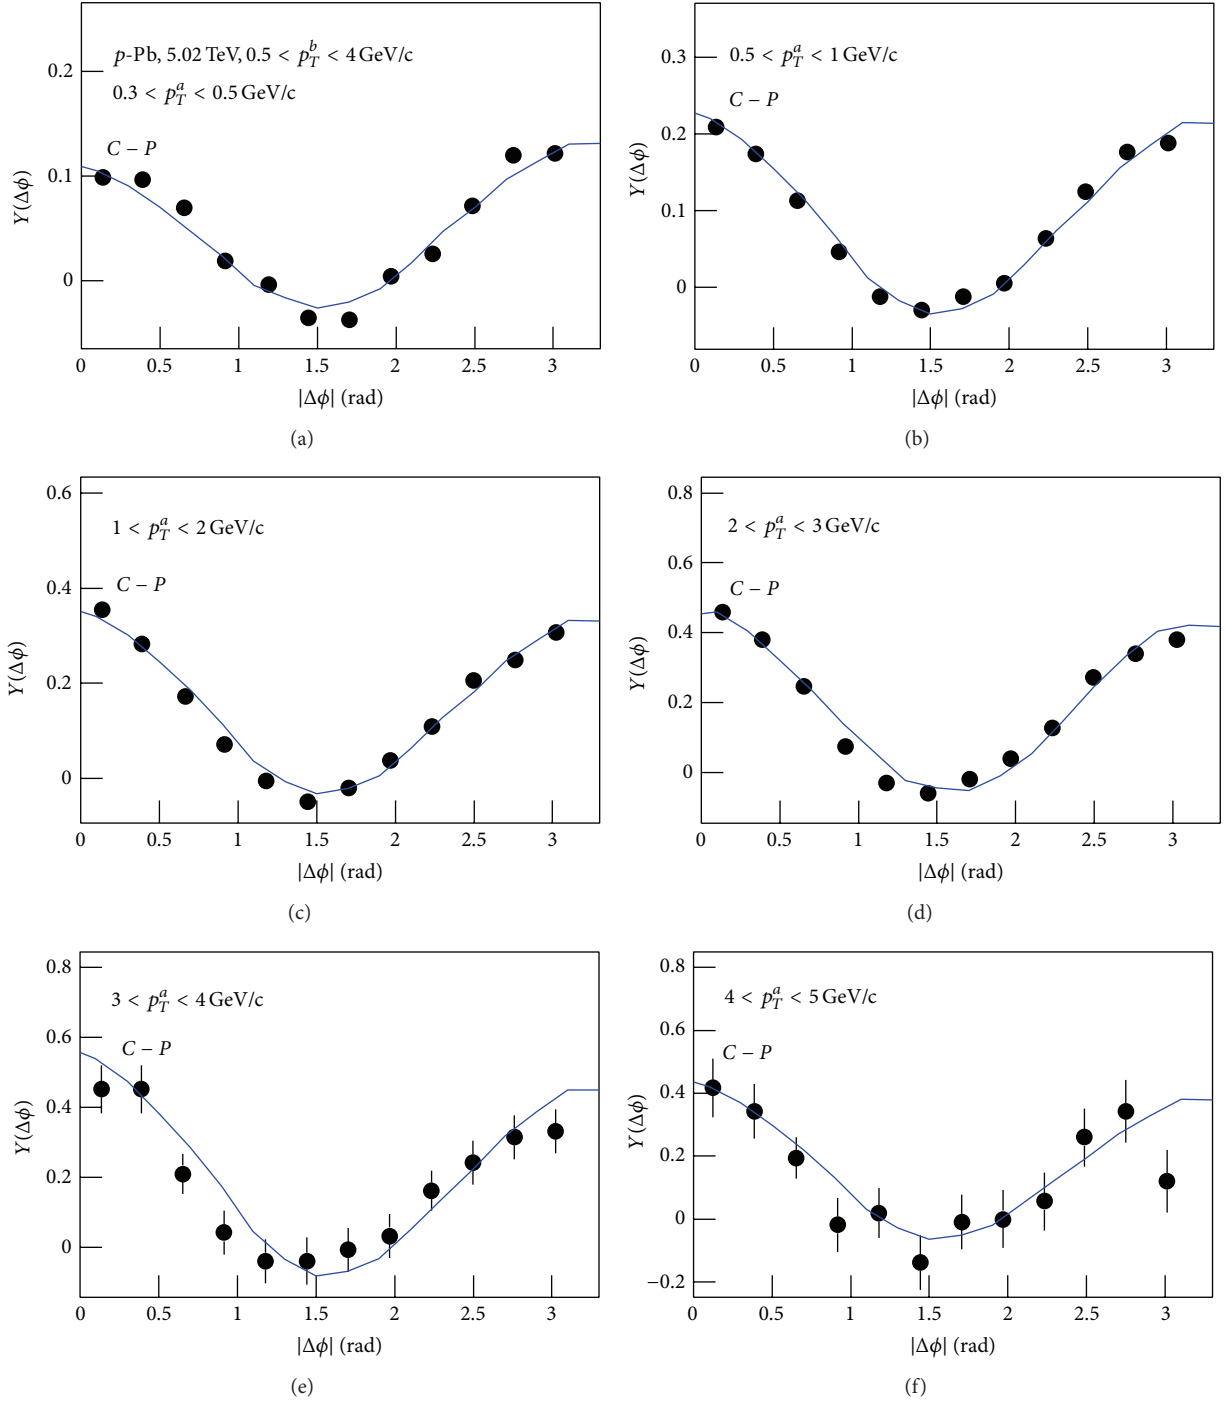 p-Pb, 5.02 TeV, 0.5 < p_T^b < 4 GeV/c
0.3 < p_T^a < 0.5 GeV/c
C – P
0.2
0.1
0
Y(Δϕ)
0 0.5 1 1.5 2 2.5 3
|Δϕ| (rad)
(a)
0.5 < p_T^a < 1 GeV/c
C – P
0.3
0.2
0.1
0
Y(Δϕ)
0 0.5 1 1.5 2 2.5 3
|Δϕ| (rad)
(b)
1 < p_T^a < 2 GeV/c
C – P
0.6
0.4
0.2
0
Y(Δϕ)
0 0.5 1 1.5 2 2.5 3
|Δϕ| (rad)
(c)
2 < p_T^a < 3 GeV/c
C – P
0.8
0.6
0.4
0.2
0
Y(Δϕ)
0 0.5 1 1.5 2 2.5 3
|Δϕ| (rad)
(d)
3 < p_T^a < 4 GeV/c
C – P
0.8
0.6
0.4
0.2
0
Y(Δϕ)
0 0.5 1 1.5 2 2.5 3
|Δϕ| (rad)
(e)
4 < p_T^a < 5 GeV/c
C – P
0.8
0.6
0.4
0.2
0
−0.2
Y(Δϕ)
0 0.5 1 1.5 2 2.5 3
|Δϕ| (rad)
(f)